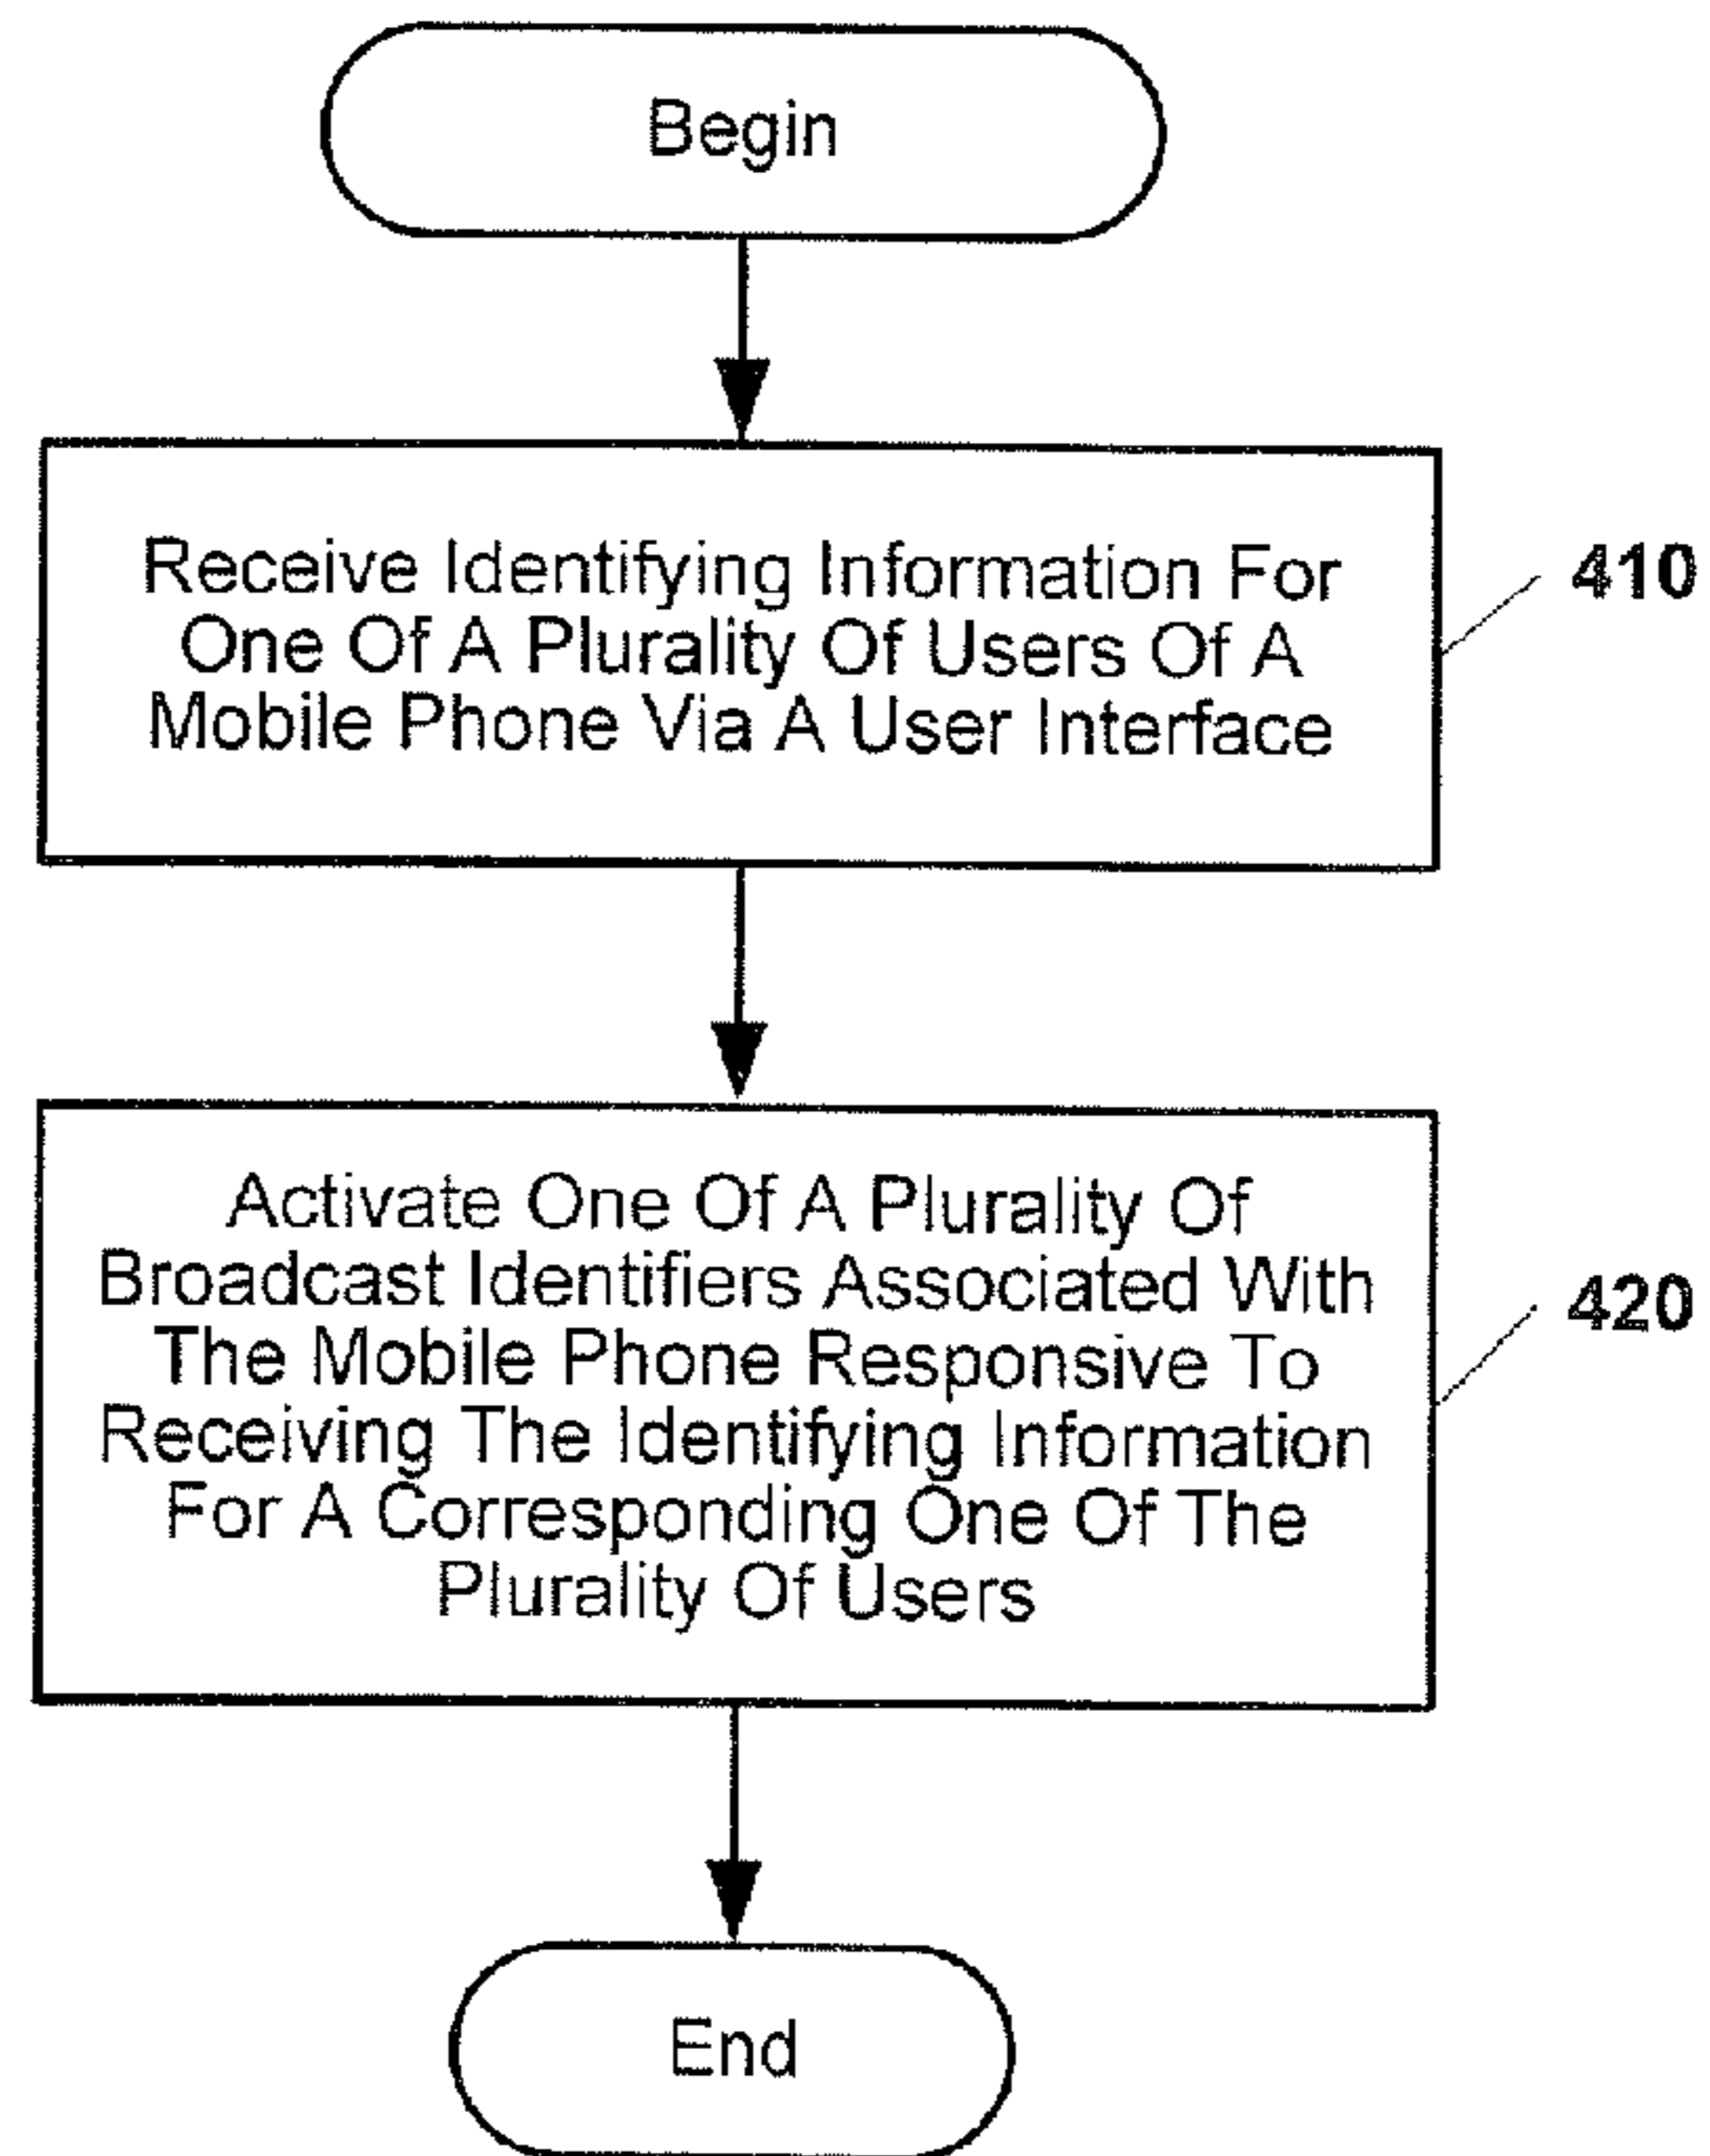 Begin
Receive Identifying Information For
One Of A Plurality Of Users Of A
Mobile Phone Via A User Interface
410
Activate One Of A Plurality Of
Broadcast Identifiers Associated With
The Mobile Phone Responsive To
Receiving The Identifying Information
For A Corresponding One Of The
Plurality Of Users
420
End